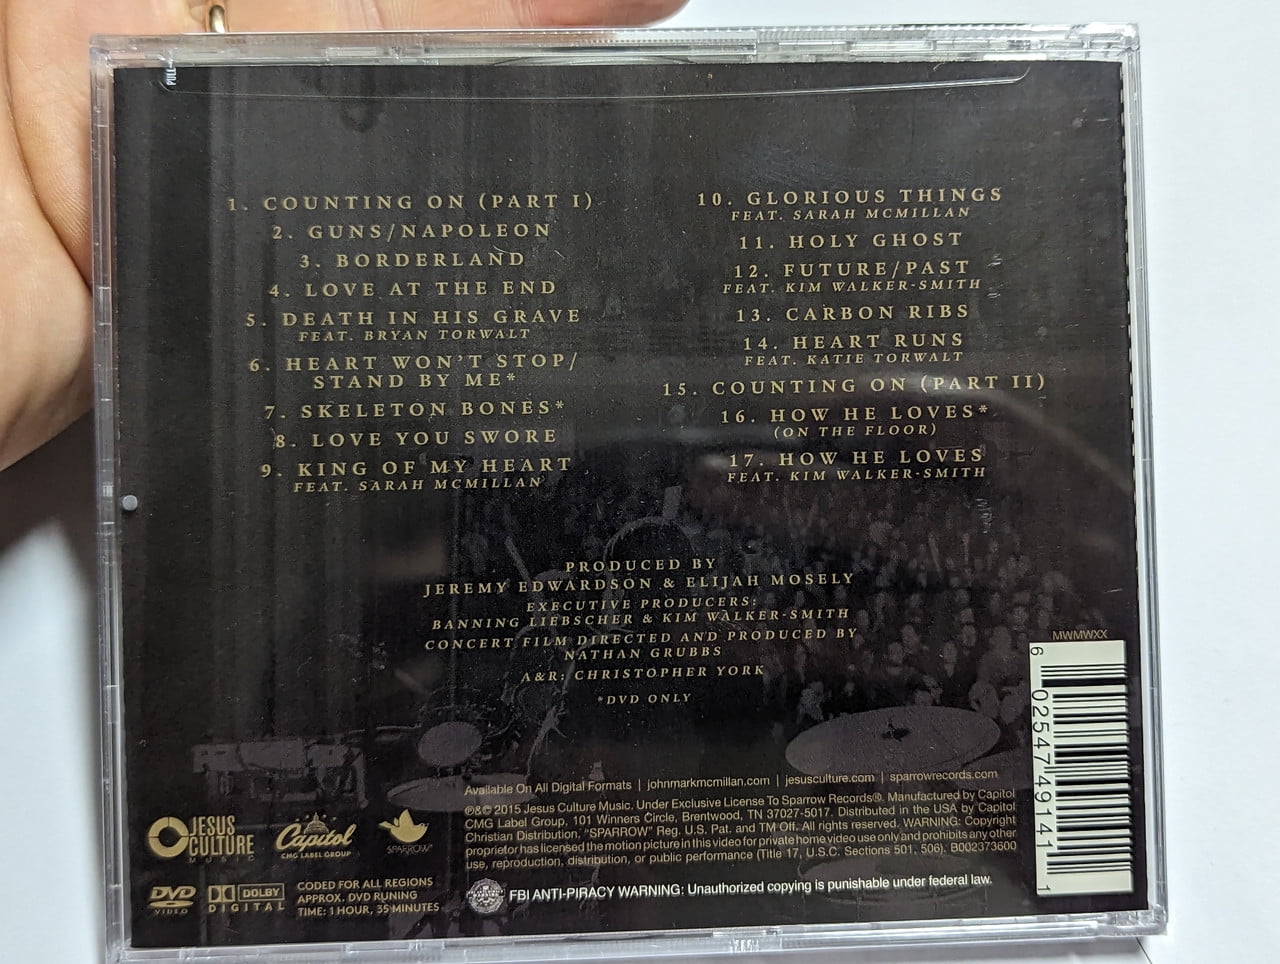 PULL
1. COUNTING ON (PART I)
2. GUNS/NAPOLEON
3. BORDERLAND
4. LOVE AT THE END
5. DEATH IN HIS GRAVE
FEAT. BRYAN TORWALT
6. HEART WON'T STOP/
STAND BY ME*
7. SKELETON BONES*
8. LOVE YOU SWORE
9. KING OF MY HEART
FEAT. SARAH MCMILLAN
10. GLORIOUS THINGS
FEAT. SARAH MCMILLAN
11. HOLY GHOST
12. FUTURE/PAST
FEAT. KIM WALKER-SMITH
13. CARBON RIBS
14. HEART RUNS
FEAT. KATIE TORWALT
15. COUNTING ON (PART II)
16. HOW HE LOVES*
(ON THE FLOOR)
17. HOW HE LOVES
FEAT. KIM WALKER-SMITH
PRODUCED BY
JEREMY EDWARDSON & ELIJAH MOSELY
EXECUTIVE PRODUCERS:
BANNING LIEBSCHER & KIM WALKER-SMITH
CONCERT FILM DIRECTED AND PRODUCED BY
NATHAN GRUBBS
A&R: CHRISTOPHER YORK
*DVD ONLY
MWMWXX
6 02547 49141 1
Available On All Digital Formats | johnmarkmcmillan.com | jesusculture.com | sparrowrecords.com
℗&© 2015 Jesus Culture Music. Under Exclusive License To Sparrow Records®. Manufactured by Capitol
CMG Label Group, 101 Winners Circle, Brentwood, TN 37027-5017. Distributed in the USA by Capitol
Christian Distribution. "SPARROW" Reg. U.S. Pat. and TM Off. All rights reserved. WARNING: Copyright
proprietor has licensed the motion picture in this video for private home video use only and prohibits any other
use, reproduction, distribution, or public performance (Title 17, U.S.C. Sections 501, 506). B002373600
JESUS
CULTURE
MUSIC
Capitol
CMG LABEL GROUP
SPARROW
DVD
VIDEO
DOLBY
DIGITAL
CODED FOR ALL REGIONS
APPROX. DVD RUNING
TIME: 1 HOUR, 35 MINUTES
FBI ANTI-PIRACY WARNING: Unauthorized copying is punishable under federal law.